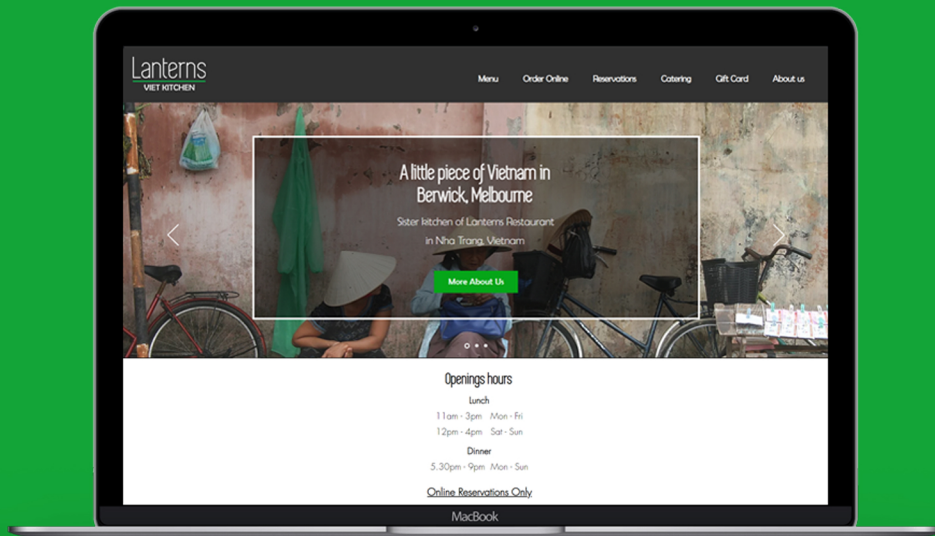 Lanterns
VIET KITCHEN
Menu Order Online Reservations Catering Gift Card About us
A little piece of Vietnam in
Berwick, Melbourne
Sister kitchen of Lanterns Restaurant
in Nha Trang, Vietnam
More About Us
Openings hours
Lunch
11am - 3pm Mon - Fri
12pm - 4pm Sat - Sun
Dinner
5.30pm - 9pm Mon - Sun
Online Reservations Only
MacBook